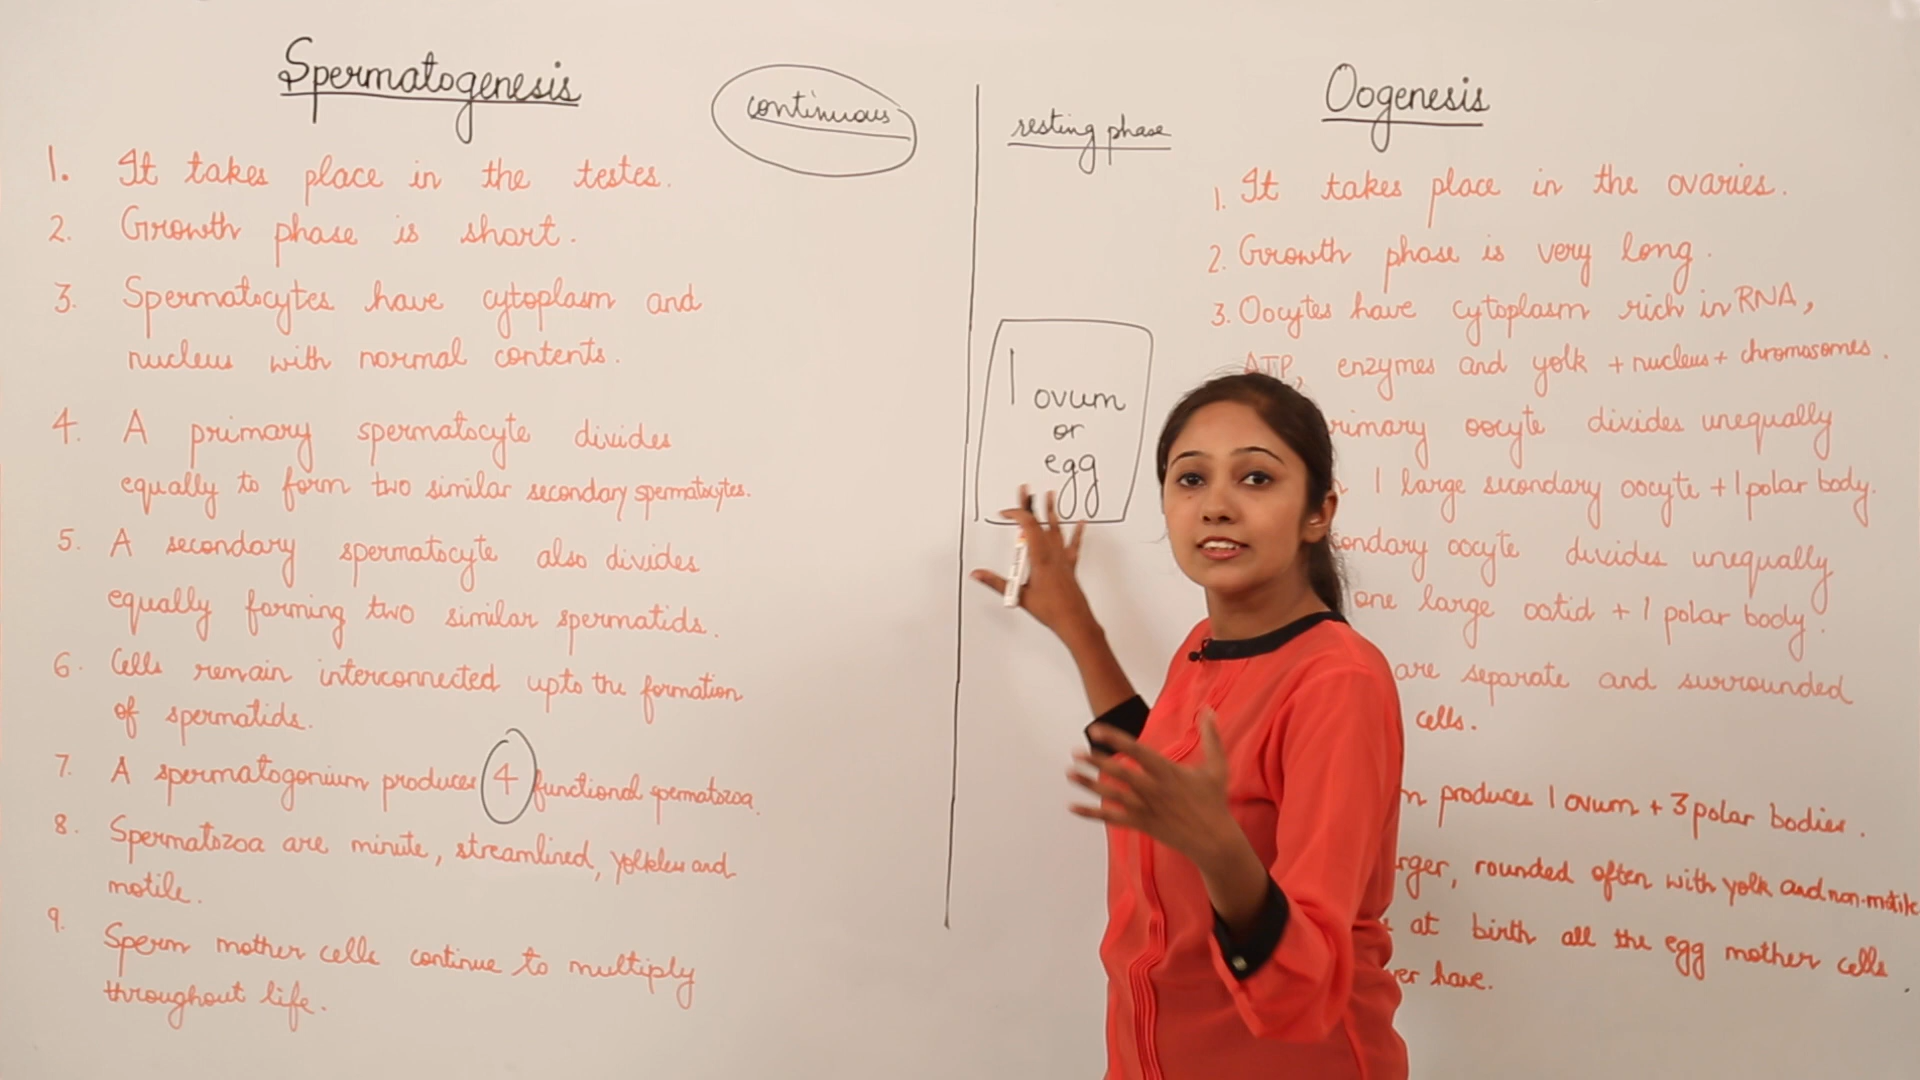 Spermatogenesis
continuous
1. It takes place in the testes.
2. Growth phase is short.
3. Spermatocytes have cytoplasm and
nucleus with normal contents.
4. A primary spermatocyte divides
equally to form two similar secondary spermatocytes.
5. A secondary spermatocyte also divides
equally forming two similar spermatids.
6. Cells remain interconnected upto the formation
of spermatids.
7. A spermatogonium produces 4 functional spermatozoa.
8. Spermatozoa are minute, streamlined, yolkless and
motile.
9. Sperm mother cells continue to multiply
throughout life.
resting phase
1 ovum
or
egg
Oogenesis
1. It takes place in the ovaries.
2. Growth phase is very long.
3. Oocytes have cytoplasm rich in RNA,
ATP, enzymes and yolk + nucleus + chromosomes.
oocyte divides unequally
1 large secondary oocyte + 1 polar body.
oocyte divides unequally
one large ootid + 1 polar body.
are separate and surrounded
cells.
produces 1 ovum + 3 polar bodies.
rounded often with yolk and non-motile
at birth all the egg mother cells
have.